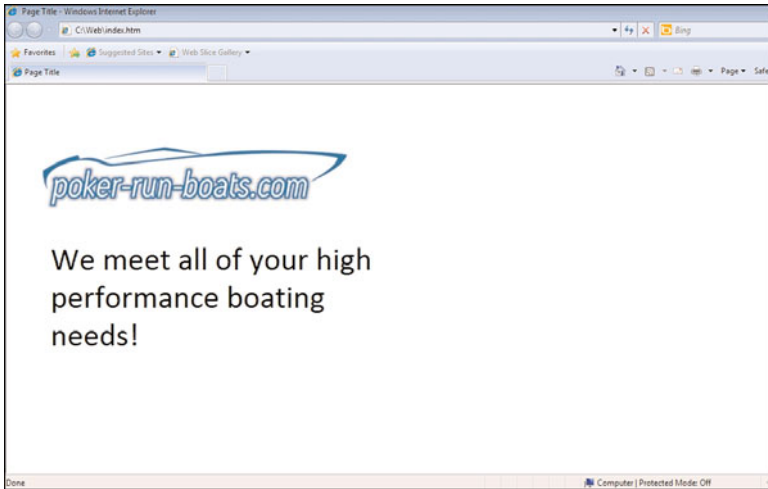 Page Title - Windows Internet Explorer
C:\Web\index.htm
Bing
Favorites Suggested Sites Web Slice Gallery
Page Title
Page Safe
poker-run-boats.com
We meet all of your high
performance boating
needs!
Done
Computer | Protected Mode: Off